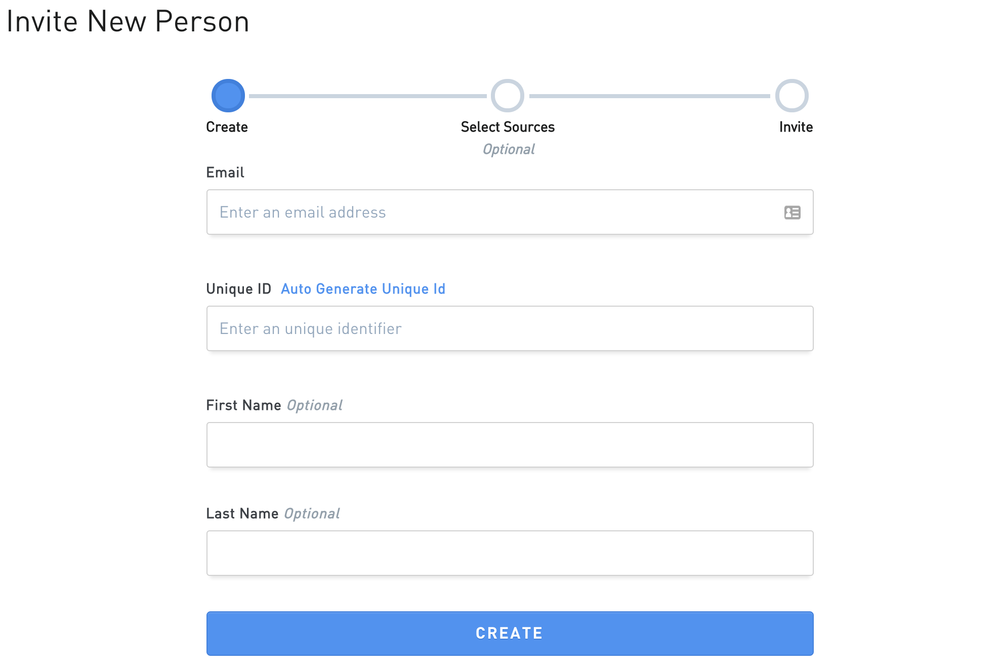 Invite New Person
Create
Select Sources
Invite
Optional
Email
Enter an email address
Unique ID Auto Generate Unique Id
Enter an unique identifier
First Name Optional
Last Name Optional
CREATE